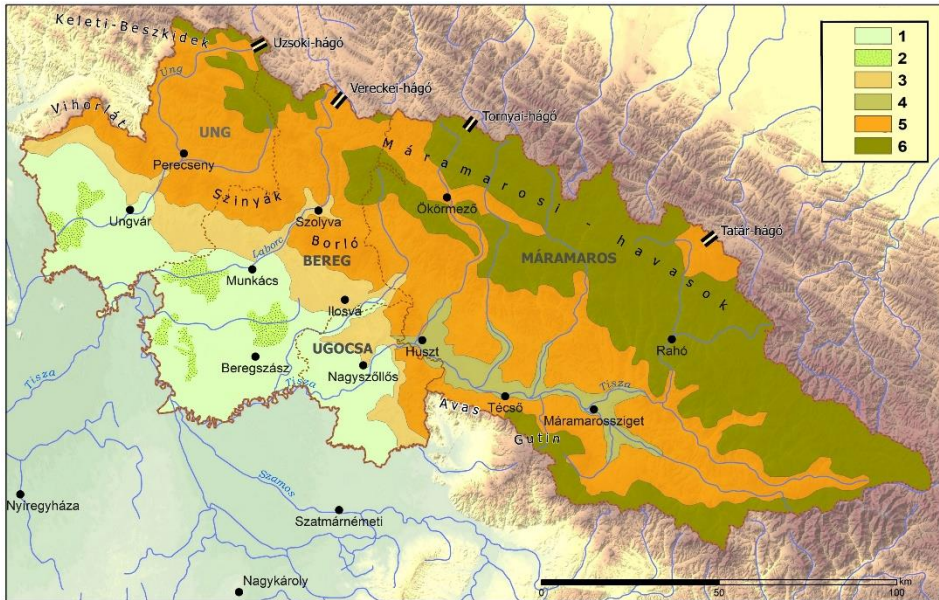 Keleti-Beszkidek
Uzsoki-hágó
Ung
Vereckei-hágó
Vihorlát
UNG
Tornyai-hágó
Perecseny
Máramarosi-havasok
Szinyák
Ungvár
Szolyva
Ökörmező
Borló
Laborc
BEREG
Tatár-hágó
Munkács
MÁRAMAROS
Ilosva
UGOCSA
Huszt
Rahó
Beregszász
Tisza
Tisza
Nagyszőllős
Tisza
Avas
Técső
Máramarossziget
Gutin
Szamos
Nyíregyháza
Szatmárnémeti
Nagykároly
1
2
3
4
5
6
0 50 100
km